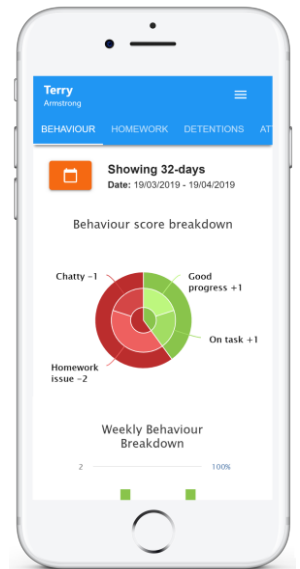 Terry
Armstrong
BEHAVIOUR HOMEWORK DETENTIONS AT
Showing 32-days
Date: 19/03/2019 - 19/04/2019
Behaviour score breakdown
Chatty −1
Good
progress +1
On task +1
Homework
issue −2
Weekly Behaviour
Breakdown
2 100%